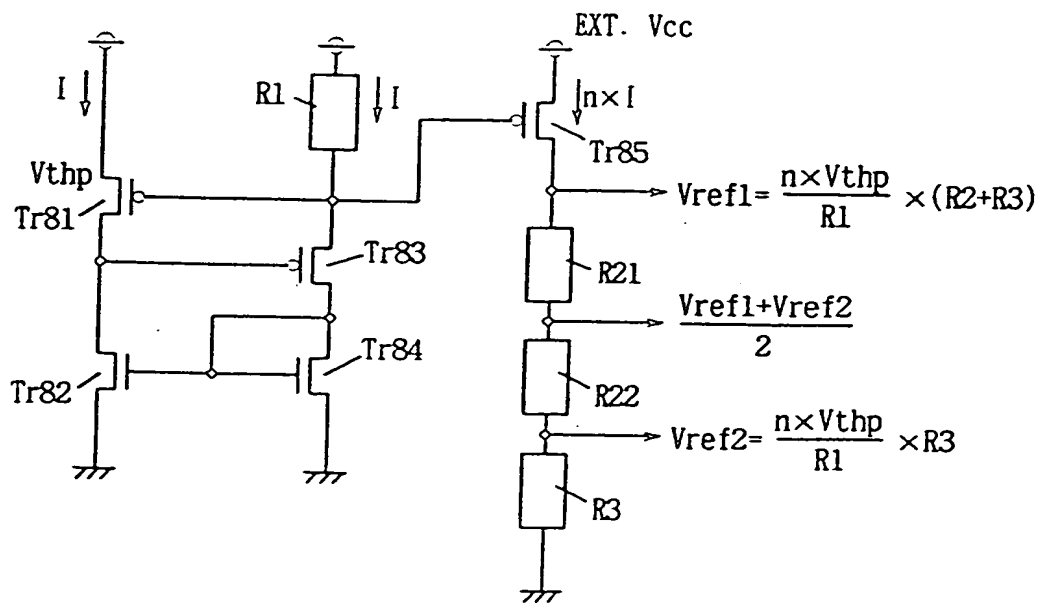 EXT. Vcc
I
R1
I
n×I
Tr85
Vthp
Tr81
Vref1= n×Vthp / R1 ×(R2+R3)
Tr83
R21
Vref1+Vref2 / 2
Tr84
Tr82
R22
Vref2= n×Vthp / R1 ×R3
R3